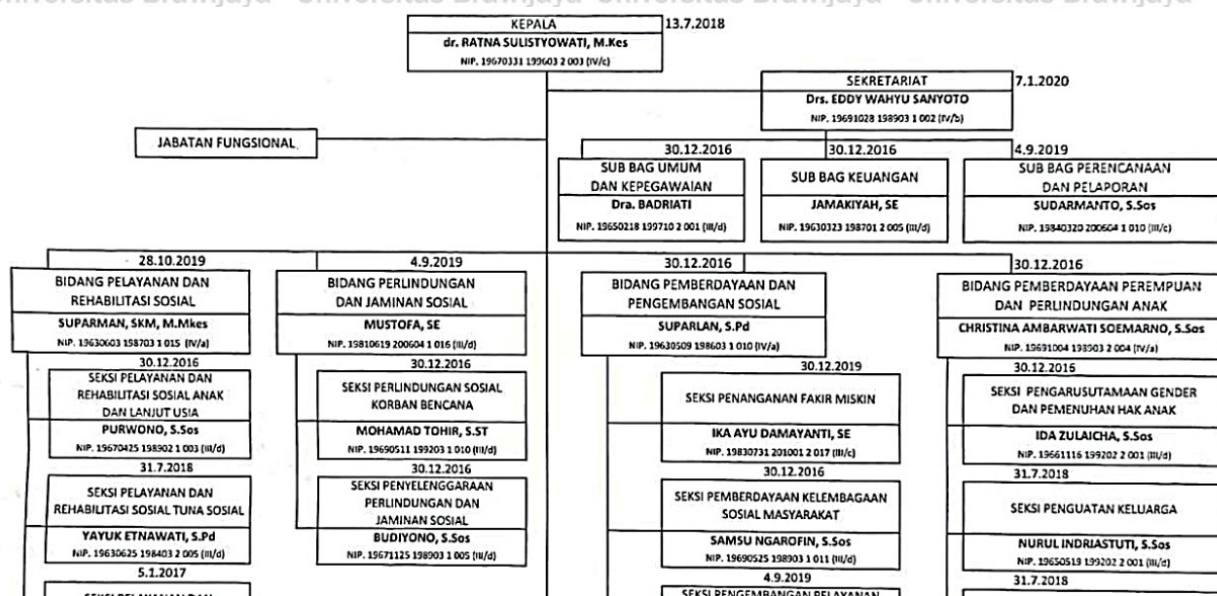 KEPALA
13.7.2018
dr. RATNA SULISTYOWATI, M.Kes
NIP. 19670331 199603 2 003 (IV/c)
SEKRETARIAT
7.1.2020
Drs. EDDY WAHYU SANYOTO
NIP. 19691028 198903 1 002 (IV/b)
JABATAN FUNGSIONAL
30.12.2016
SUB BAG UMUM
DAN KEPEGAWAIAN
Dra. BADRIATI
NIP. 19650218 199710 2 001 (III/d)
30.12.2016
SUB BAG KEUANGAN
JAMAKIYAH, SE
NIP. 19630323 198701 2 005 (III/d)
4.9.2019
SUB BAG PERENCANAAN
DAN PELAPORAN
SUDARMANTO, S.Sos
NIP. 19840320 200604 1 010 (III/c)
28.10.2019
BIDANG PELAYANAN DAN
REHABILITASI SOSIAL
SUPARMAN, SKM, M.Mkes
NIP. 19630603 198703 1 015 (IV/a)
30.12.2016
SEKSI PELAYANAN DAN
REHABILITASI SOSIAL ANAK
DAN LANJUT USIA
PURWONO, S.Sos
NIP. 19670425 198902 1 003 (III/d)
31.7.2018
SEKSI PELAYANAN DAN
REHABILITASI SOSIAL TUNA SOSIAL
YAYUK ETNAWATI, S.Pd
NIP. 19630625 198403 2 005 (III/d)
5.1.2017
SEKSI PELAYANAN DAN
4.9.2019
BIDANG PERLINDUNGAN
DAN JAMINAN SOSIAL
MUSTOFA, SE
NIP. 19810619 200604 1 016 (III/d)
30.12.2016
SEKSI PERLINDUNGAN SOSIAL
KORBAN BENCANA
MOHAMAD TOHIR, S.ST
NIP. 19690511 199203 1 010 (III/d)
30.12.2016
SEKSI PENYELENGGARAAN
PERLINDUNGAN DAN
JAMINAN SOSIAL
BUDIYONO, S.Sos
NIP. 19671125 198903 1 005 (III/d)
30.12.2016
BIDANG PEMBERDAYAAN DAN
PENGEMBANGAN SOSIAL
SUPARLAN, S.Pd
NIP. 19630509 198603 1 010 (IV/a)
30.12.2019
SEKSI PENANGANAN FAKIR MISKIN
IKA AYU DAMAYANTI, SE
NIP. 19830731 201001 2 017 (III/c)
30.12.2016
SEKSI PEMBERDAYAAN KELEMBAGAAN
SOSIAL MASYARAKAT
SAMSU NGAROFIN, S.Sos
NIP. 19690525 198903 1 011 (III/d)
4.9.2019
SEKSI PENGEMBANGAN PELAYANAN
30.12.2016
BIDANG PEMBERDAYAAN PEREMPUAN
DAN PERLINDUNGAN ANAK
CHRISTINA AMBARWATI SOEMARNO, S.Sos
NIP. 19691004 199503 2 004 (IV/a)
30.12.2016
SEKSI PENGARUSUTAMAAN GENDER
DAN PEMENUHAN HAK ANAK
IDA ZULAICHA, S.Sos
NIP. 19661116 199202 2 001 (III/d)
31.7.2018
SEKSI PENGUATAN KELUARGA
NURUL INDRIASTUTI, S.Sos
NIP. 19650519 199202 2 001 (III/d)
31.7.2018